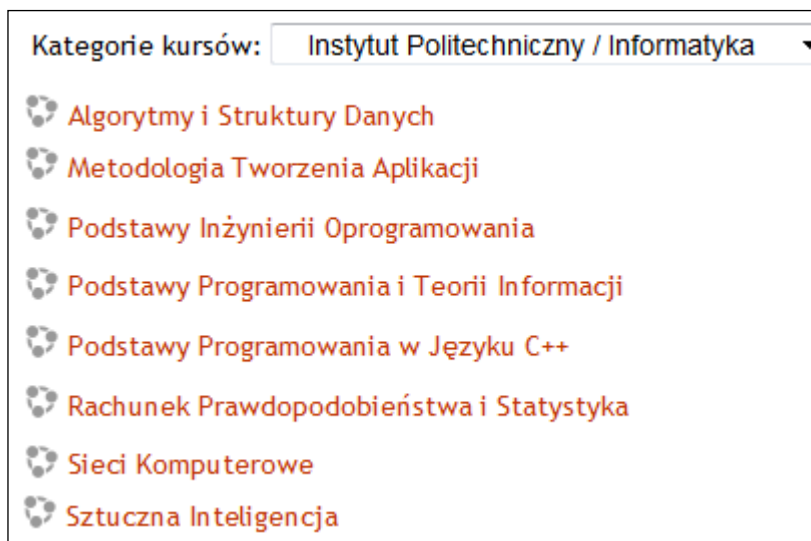 Kategorie kursów: Instytut Politechniczny / Informatyka
Algorytmy i Struktury Danych
Metodologia Tworzenia Aplikacji
Podstawy Inżynierii Oprogramowania
Podstawy Programowania i Teorii Informacji
Podstawy Programowania w Języku C++
Rachunek Prawdopodobieństwa i Statystyka
Sieci Komputerowe
Sztuczna Inteligencja